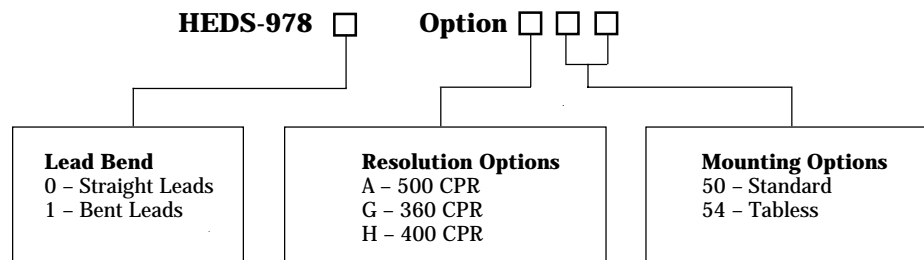 HEDS-978 Option
Lead Bend
0 – Straight Leads
1 – Bent Leads
Resolution Options
A – 500 CPR
G – 360 CPR
H – 400 CPR
Mounting Options
50 – Standard
54 – Tabless